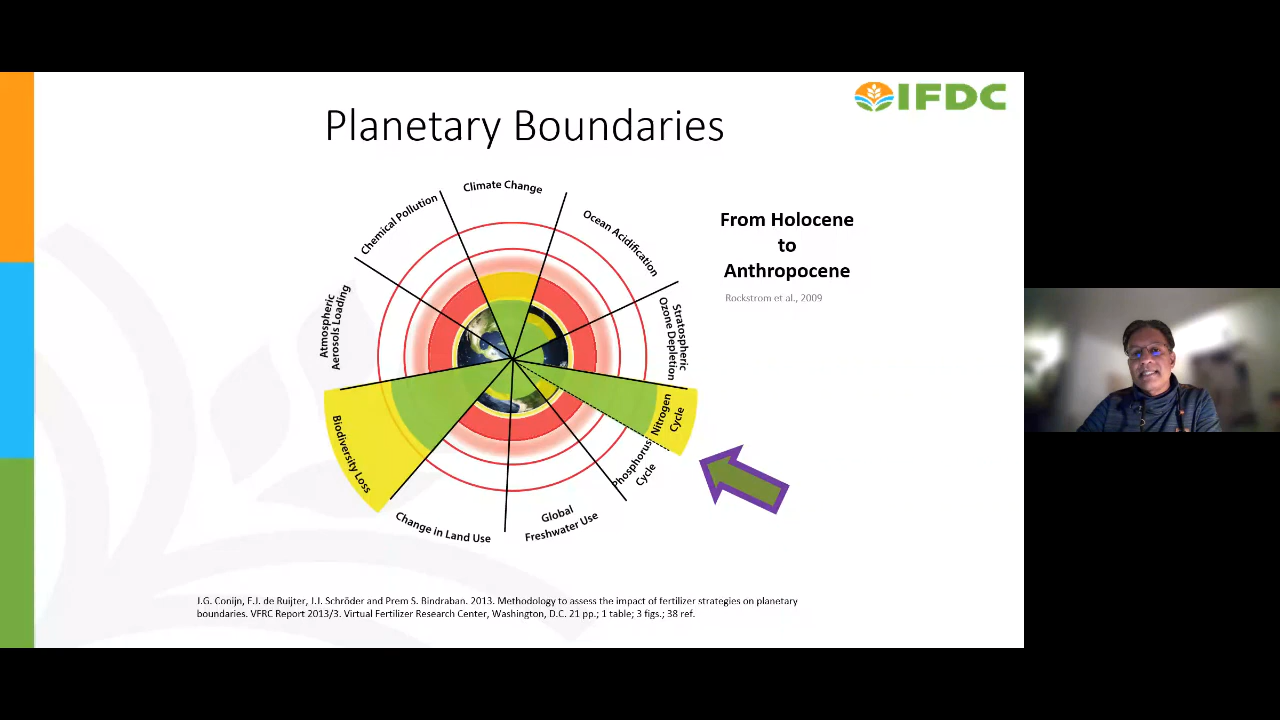 IFDC
Planetary Boundaries
Climate Change
Chemical Pollution
Ocean Acidification
From Holocene
to
Anthropocene
Rockstrom et al., 2009
Atmospheric
Aerosols Loading
Stratospheric
Ozone Depletion
Nitrogen
Cycle
Phosphorus
Cycle
Biodiversity Loss
Change in Land Use
Global
Freshwater Use
J.G. Conijn, F.J. de Ruijter, J.J. Schröder and Prem S. Bindraban. 2013. Methodology to assess the impact of fertilizer strategies on planetary
boundaries. VFRC Report 2013/3. Virtual Fertilizer Research Center, Washington, D.C. 21 pp.; 1 table; 3 figs.; 38 ref.